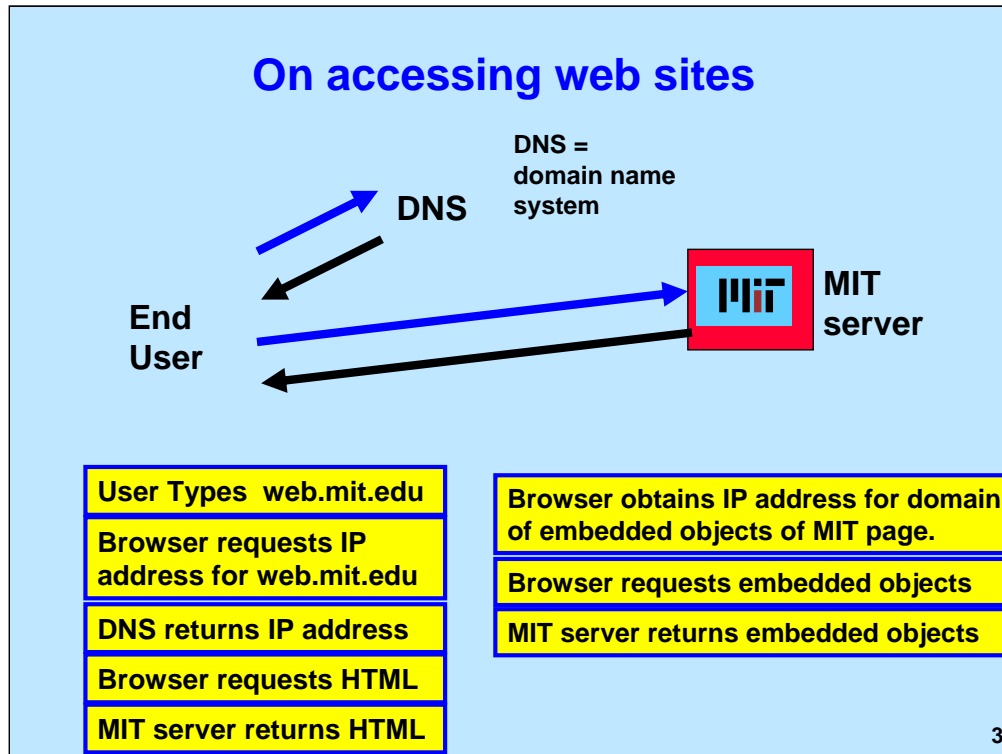 On accessing web sites
DNS =
domain name
system
DNS
End
User
MIT
MIT
server
User Types web.mit.edu
Browser requests IP
address for web.mit.edu
DNS returns IP address
Browser requests HTML
MIT server returns HTML
Browser obtains IP address for domain
of embedded objects of MIT page.
Browser requests embedded objects
MIT server returns embedded objects
3